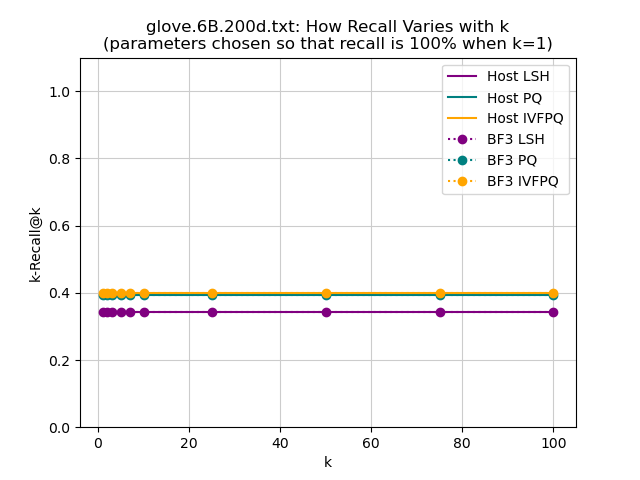 glove.6B.200d.txt: How Recall Varies with k
(parameters chosen so that recall is 100% when k=1)
Host LSH
Host PQ
Host IVFPQ
BF3 LSH
BF3 PQ
BF3 IVFPQ
k-Recall@k
1.0
0.8
0.6
0.4
0.2
0.0
0 20 40 60 80 100
k